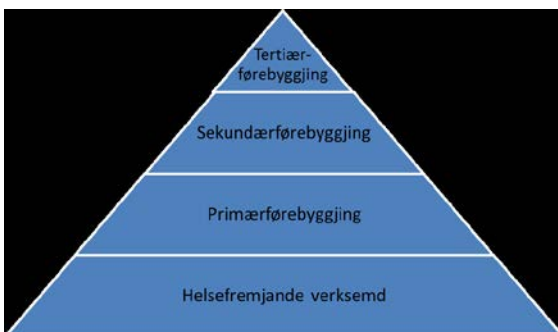 Tertiær-
førebyggjing
Sekundærførebyggjing
Primærførebyggjing
Helsefremjande verksemd